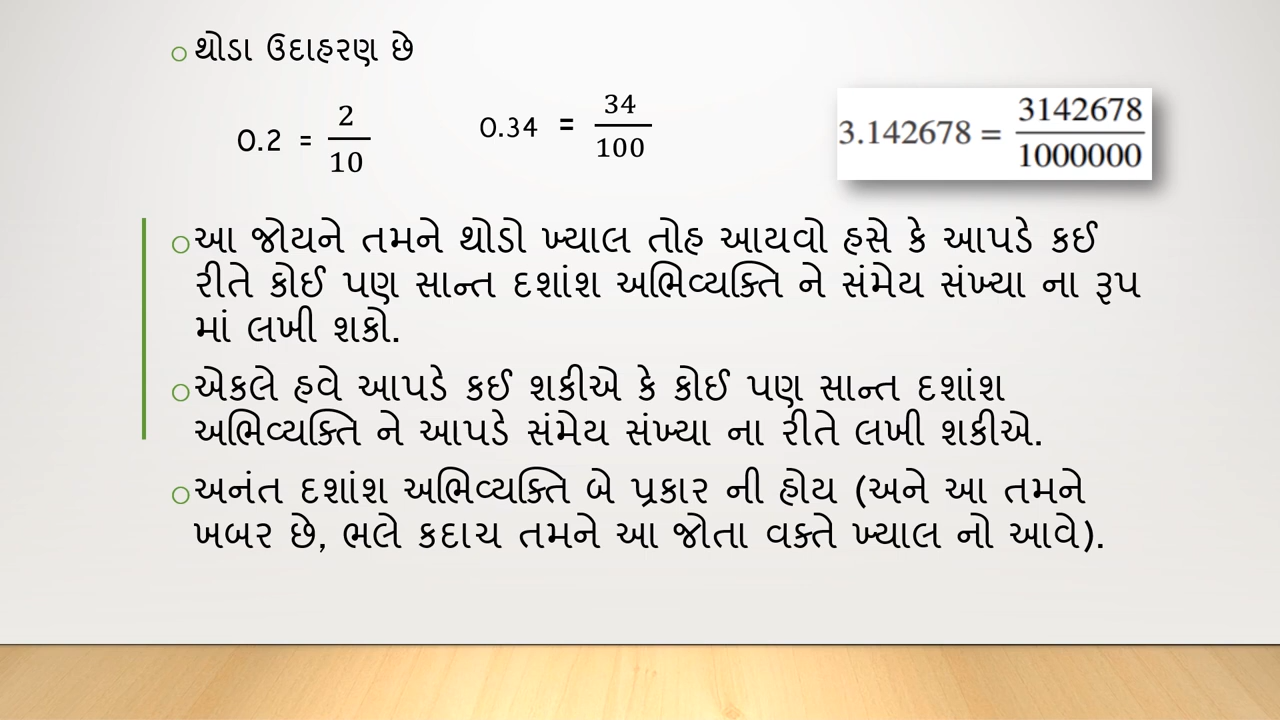 થોડા ઉદાહરણ છે
0.2 = 2/10
0.34 = 34/100
3.142678 = 3142678/1000000
આ જોયને તમને થોડો ખ્યાલ તોહ આયવો હસે કે આપડે કઈ
રીતે કોઈ પણ સાન્ત દશાંશ અભિવ્યક્તિ ને સંમેય સંખ્યા ના રૂપ
માં લખી શકો.
એકલે હવે આપડે કઈ શકીએ કે કોઈ પણ સાન્ત દશાંશ
અભિવ્યક્તિ ને આપડે સંમેય સંખ્યા ના રીતે લખી શકીએ.
અનંત દશાંશ અભિવ્યક્તિ બે પ્રકાર ની હોય (અને આ તમને
ખબર છે, ભલે કદાચ તમને આ જોતા વક્તે ખ્યાલ નો આવે).